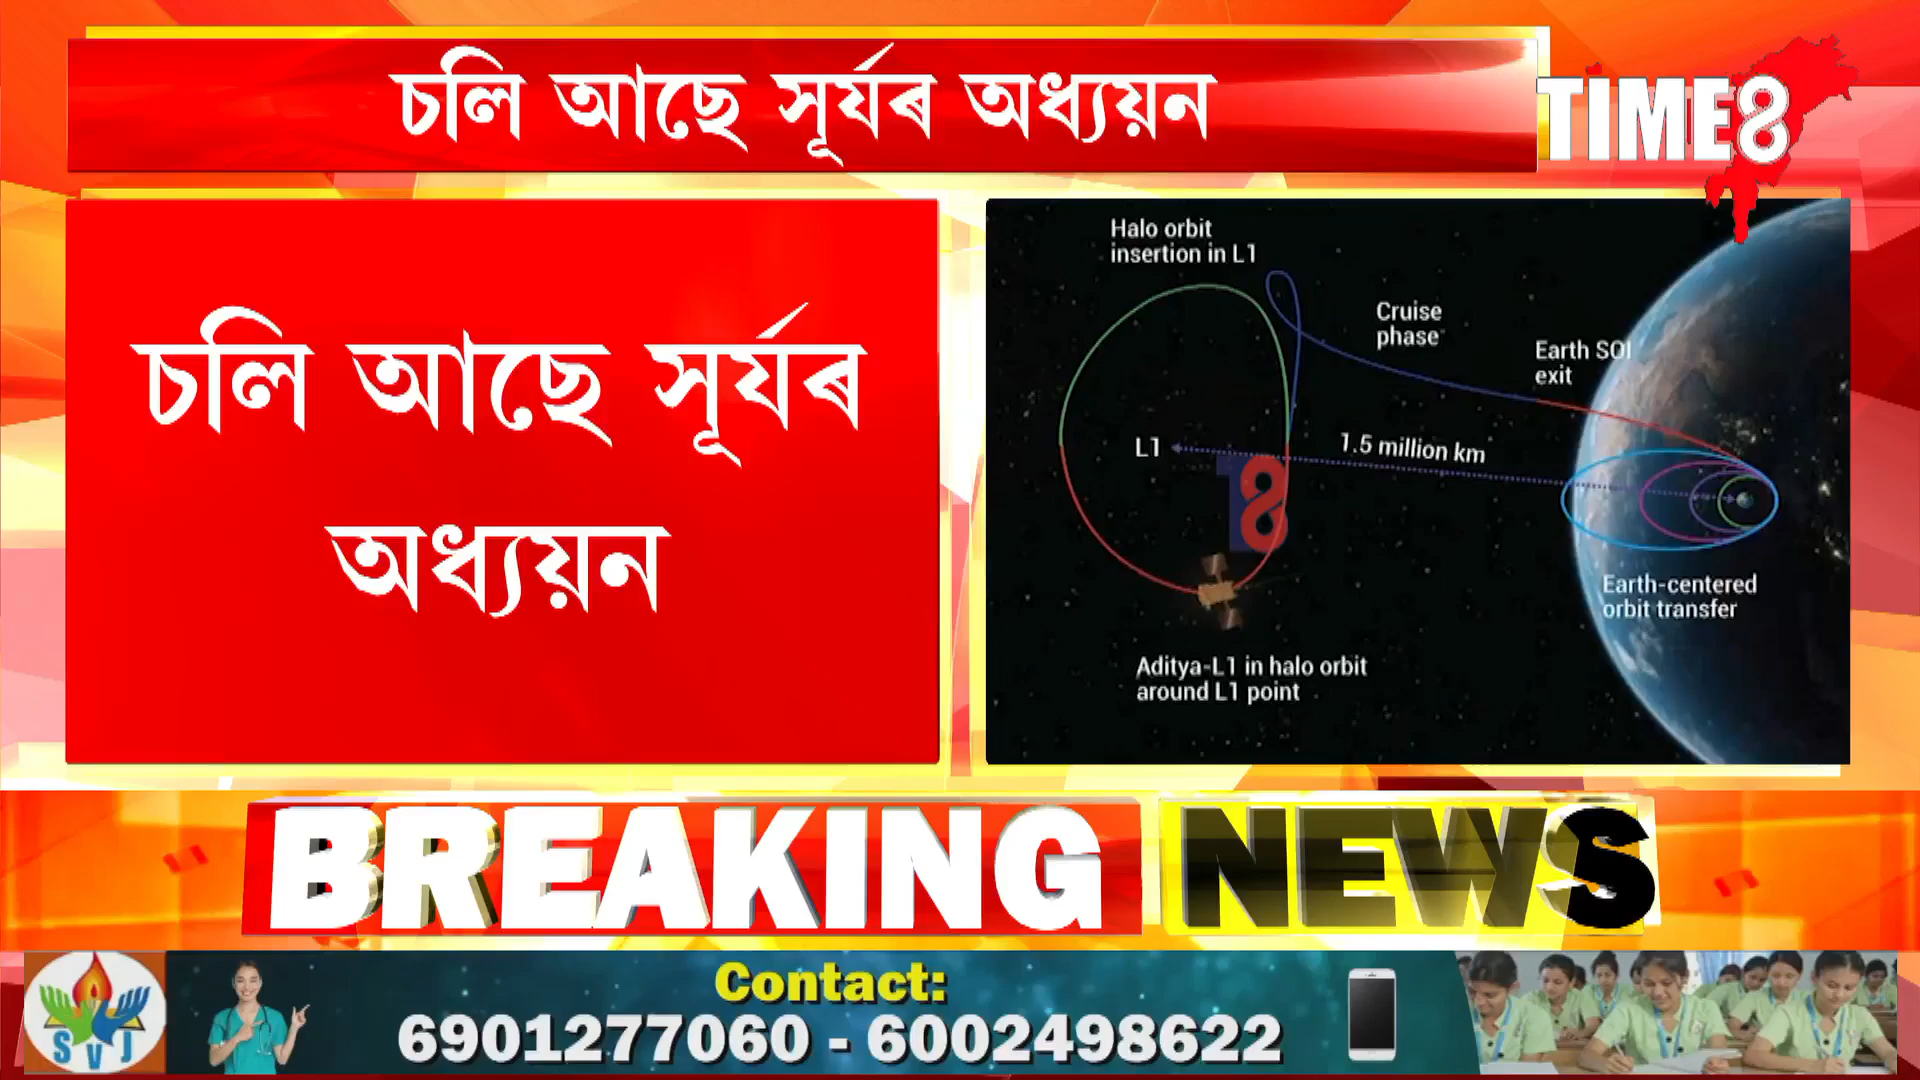 চলি আছে সূৰ্যৰ অধ্যয়ন
TIME8
চলি আছে সূৰ্যৰ
অধ্যয়ন
Halo orbit
insertion in L1
Cruise
phase
Earth SOI
exit
L1
1.5 million km
T8
Earth-centered
orbit transfer
Aditya-L1 in halo orbit
around L1 point
BREAKING NEWS
SVJ
Contact:
6901277060 - 6002498622